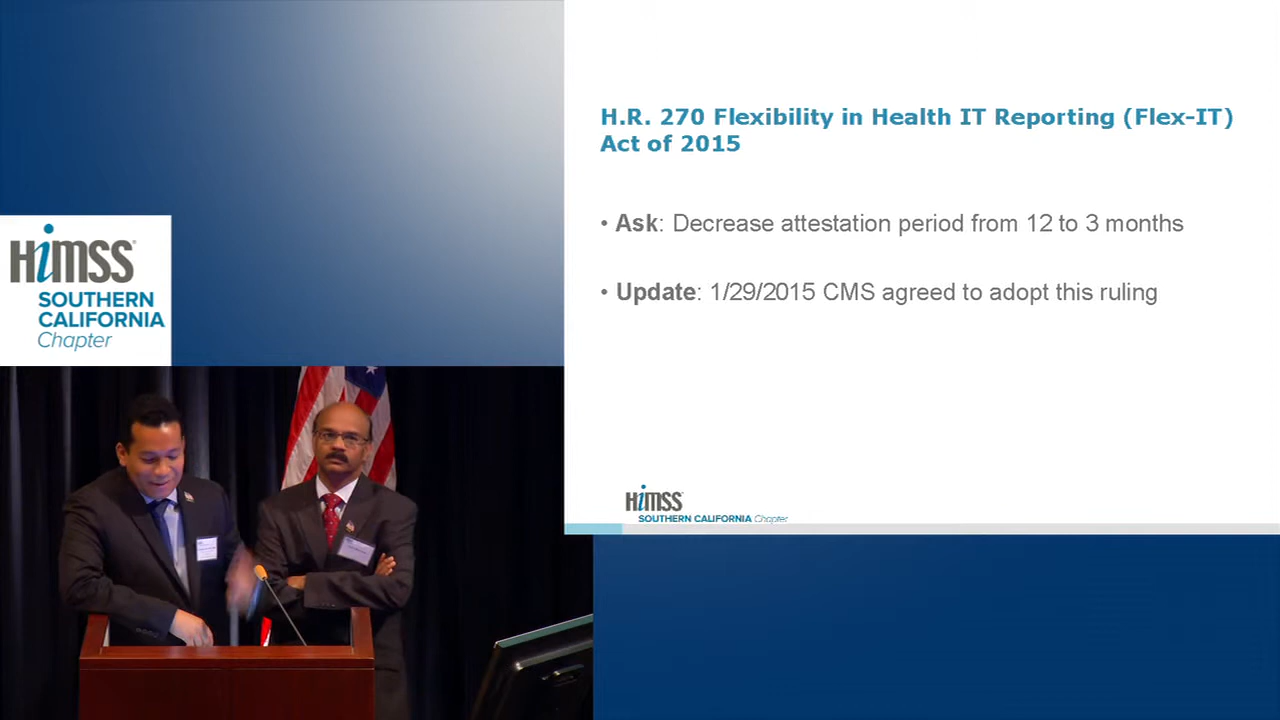 H.R. 270 Flexibility in Health IT Reporting (Flex-IT)
Act of 2015
• Ask: Decrease attestation period from 12 to 3 months
• Update: 1/29/2015 CMS agreed to adopt this ruling
HiMSS
SOUTHERN CALIFORNIA Chapter
HiMSS
SOUTHERN
CALIFORNIA
Chapter